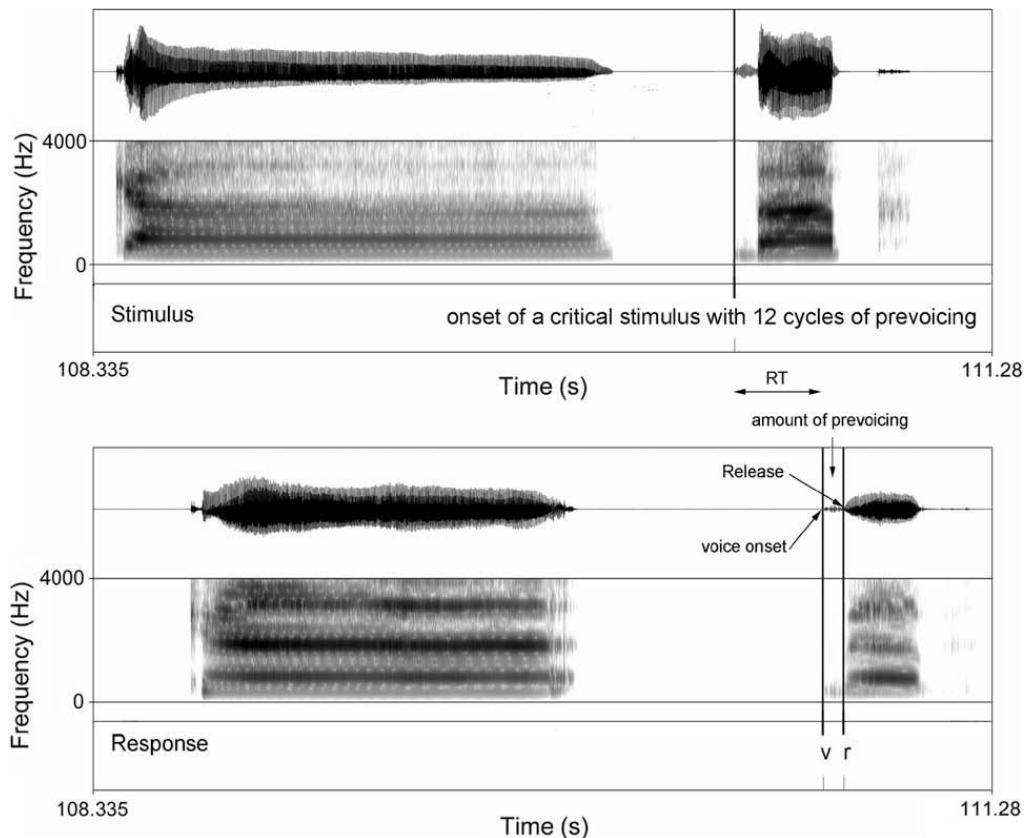 4000
Frequency (Hz)
0
Stimulus
onset of a critical stimulus with 12 cycles of prevoicing
108.335
111.28
Time (s)
RT
amount of prevoicing
Release
voice onset
4000
Frequency (Hz)
0
Response
v r
108.335
111.28
Time (s)